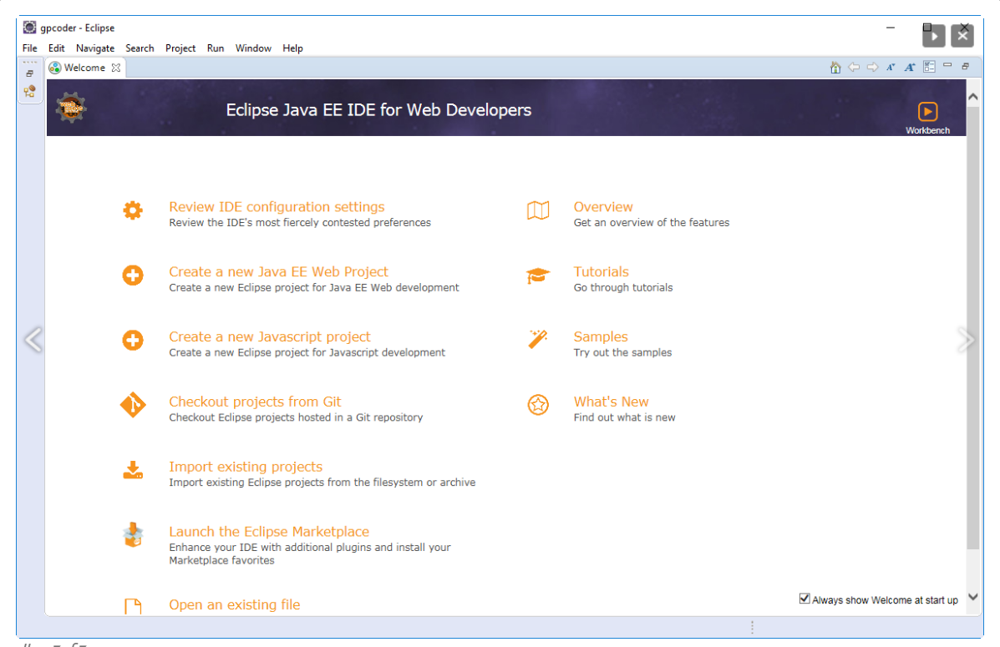 gpcoder - Eclipse
File Edit Navigate Search Project Run Window Help
Welcome
Eclipse Java EE IDE for Web Developers
Workbench
Review IDE configuration settings
Review the IDE's most fiercely contested preferences
Overview
Get an overview of the features
Create a new Java EE Web Project
Create a new Eclipse project for Java EE Web development
Tutorials
Go through tutorials
Create a new Javascript project
Create a new Eclipse project for Javascript development
Samples
Try out the samples
Checkout projects from Git
Checkout Eclipse projects hosted in a Git repository
What's New
Find out what is new
Import existing projects
Import existing Eclipse projects from the filesystem or archive
Launch the Eclipse Marketplace
Enhance your IDE with additional plugins and install your
Marketplace favorites
Open an existing file
Always show Welcome at start up